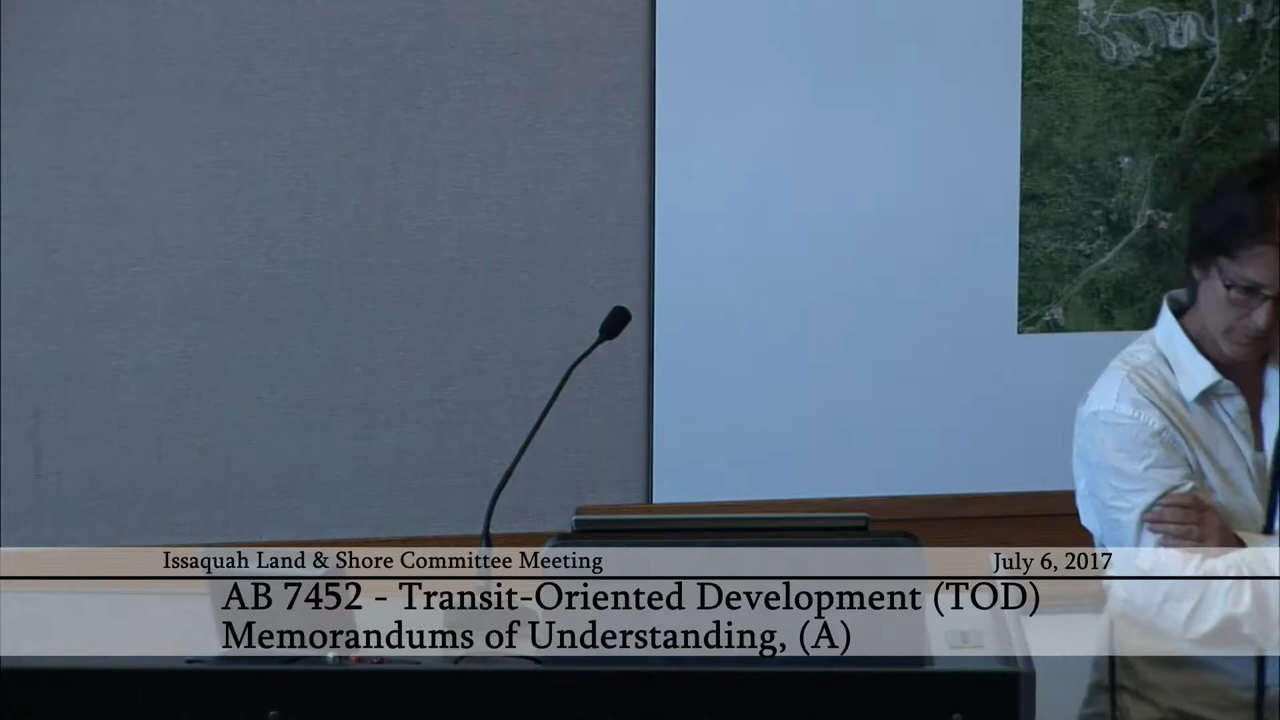 Issaquah Land & Shore Committee Meeting July 6, 2017
AB 7452 - Transit-Oriented Development (TOD)
Memorandums of Understanding, (A)